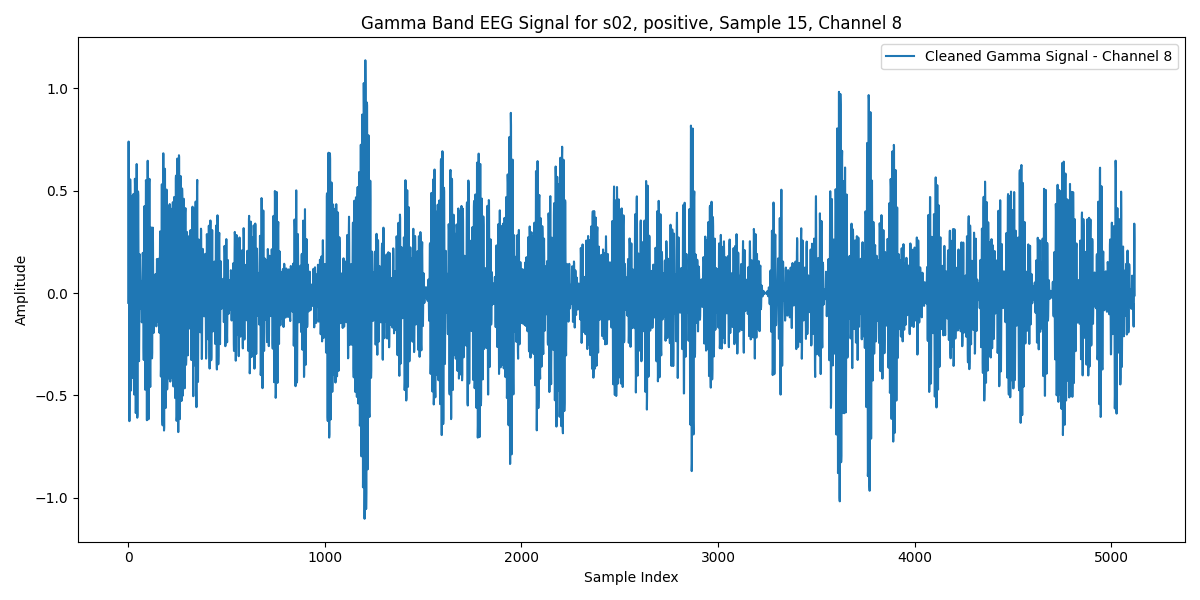 Gamma Band EEG Signal for s02, positive, Sample 15, Channel 8
Cleaned Gamma Signal - Channel 8
Amplitude
1.0
0.5
0.0
−0.5
−1.0
0 1000 2000 3000 4000 5000
Sample Index